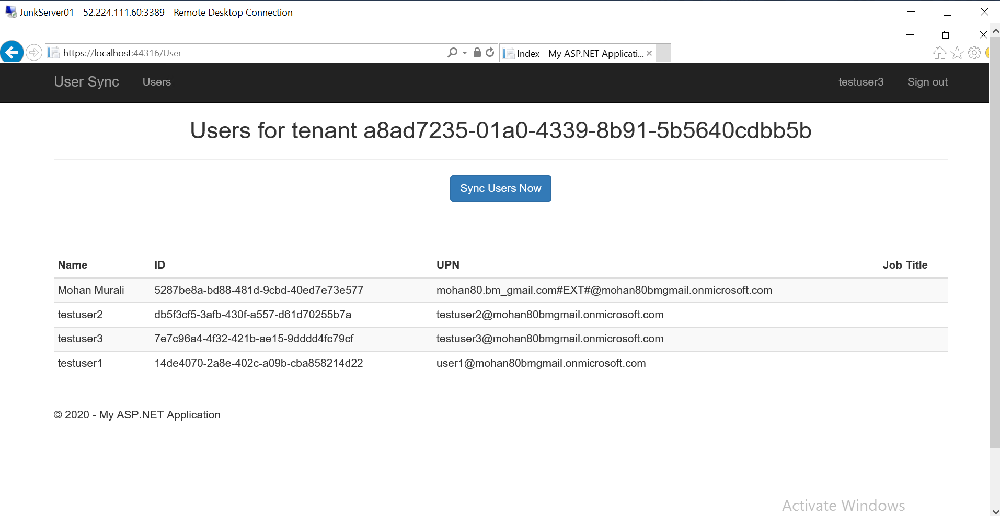 JunkServer01 - 52.224.111.60:3389 - Remote Desktop Connection
https://localhost:44316/User
Index - My ASP.NET Applicati...
User Sync Users testuser3 Sign out
Users for tenant a8ad7235-01a0-4339-8b91-5b5640cdbb5b
Sync Users Now
Name ID UPN Job Title
Mohan Murali 5287be8a-bd88-481d-9cbd-40ed7e73e577 mohan80.bm_gmail.com#EXT#@mohan80bmgmail.onmicrosoft.com
testuser2 db5f3cf5-3afb-430f-a557-d61d70255b7a testuser2@mohan80bmgmail.onmicrosoft.com
testuser3 7e7c96a4-4f32-421b-ae15-9dddd4fc79cf testuser3@mohan80bmgmail.onmicrosoft.com
testuser1 14de4070-2a8e-402c-a09b-cba858214d22 user1@mohan80bmgmail.onmicrosoft.com
© 2020 - My ASP.NET Application
Activate Windows